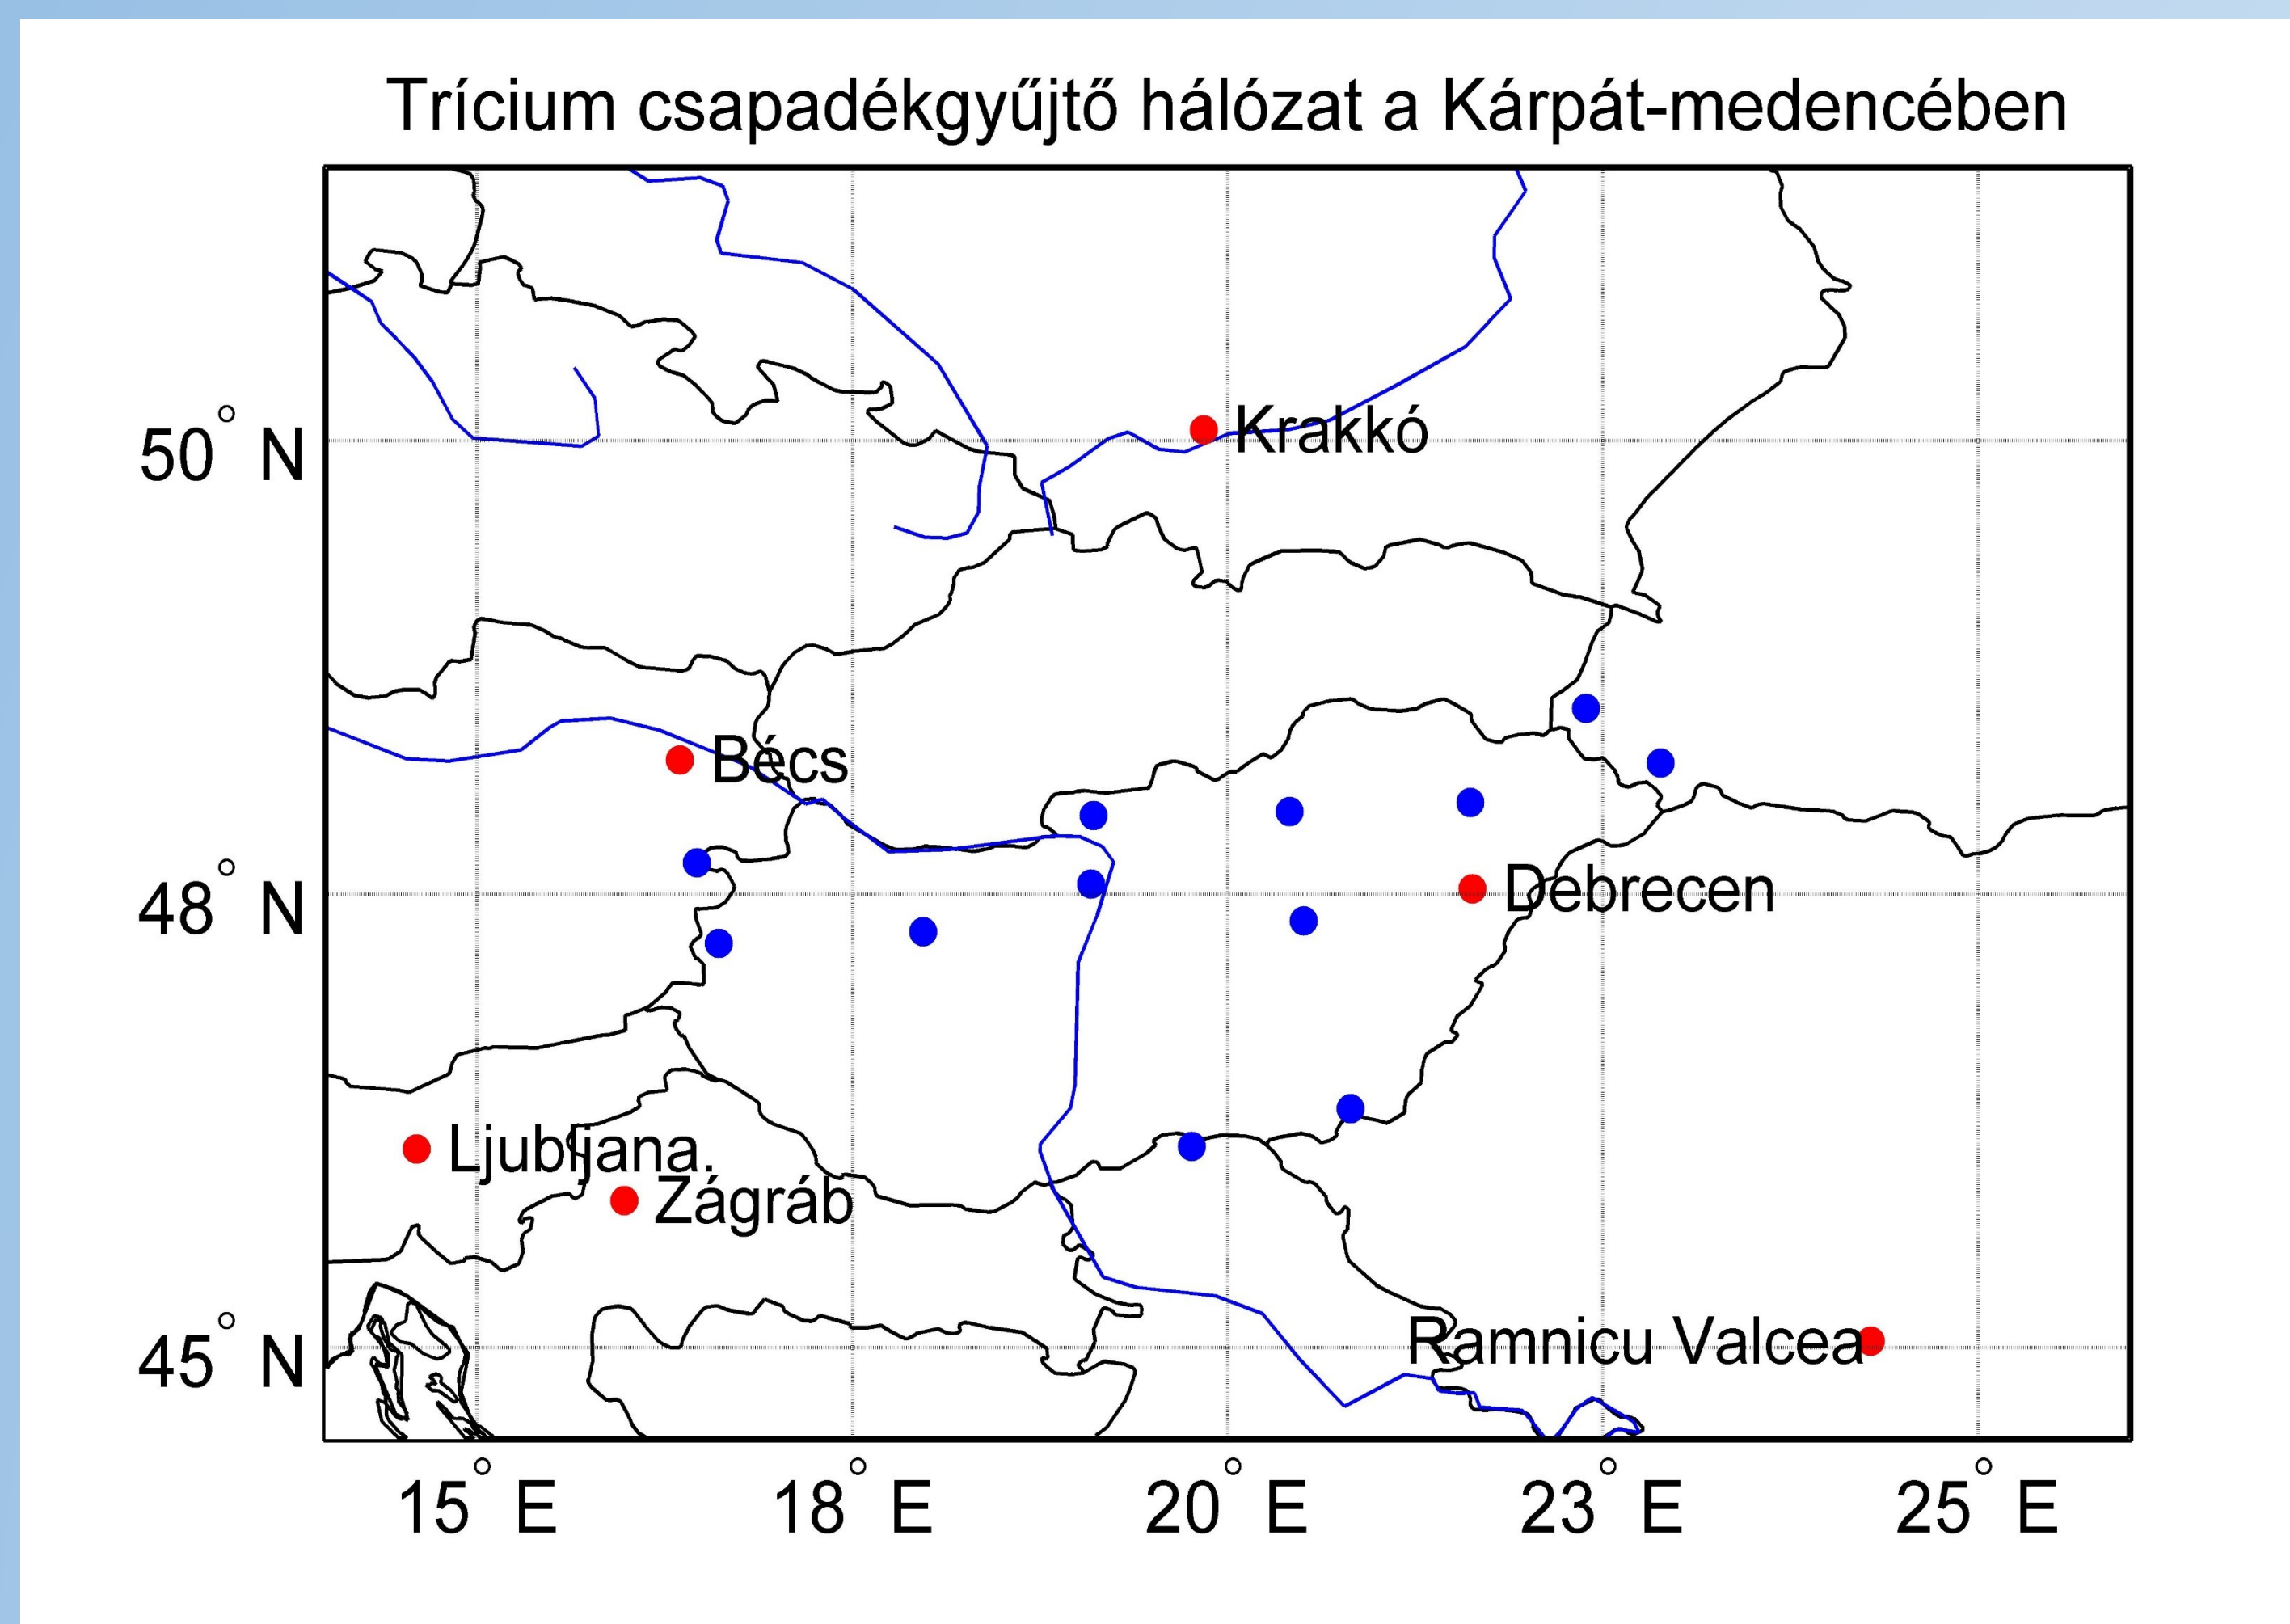 Trícium csapadékgyűjtő hálózat a Kárpát-medencében
50° N
Krakkó
Bécs
48° N
Debrecen
Ljubljana.
Zágráb
45° N
Ramnicu Valcea
15° E
18° E
20° E
23° E
25° E